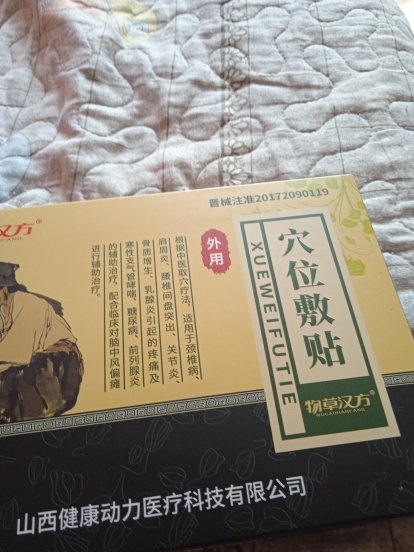 汉方®
晋械注准20172090119
外用
穴位敷贴
XUEWEIFUTIE
物草汉方®
WUCAOHANFANG
根据中医取穴疗法，适用于颈椎病、
肩周炎、腰椎间盘突出、关节炎、
骨质增生、乳腺炎引起的疼痛及
寒性支气管哮喘、糖尿病、前列腺炎
的辅助治疗，配合临床对脑中风偏瘫
进行辅助治疗。
山西健康动力医疗科技有限公司